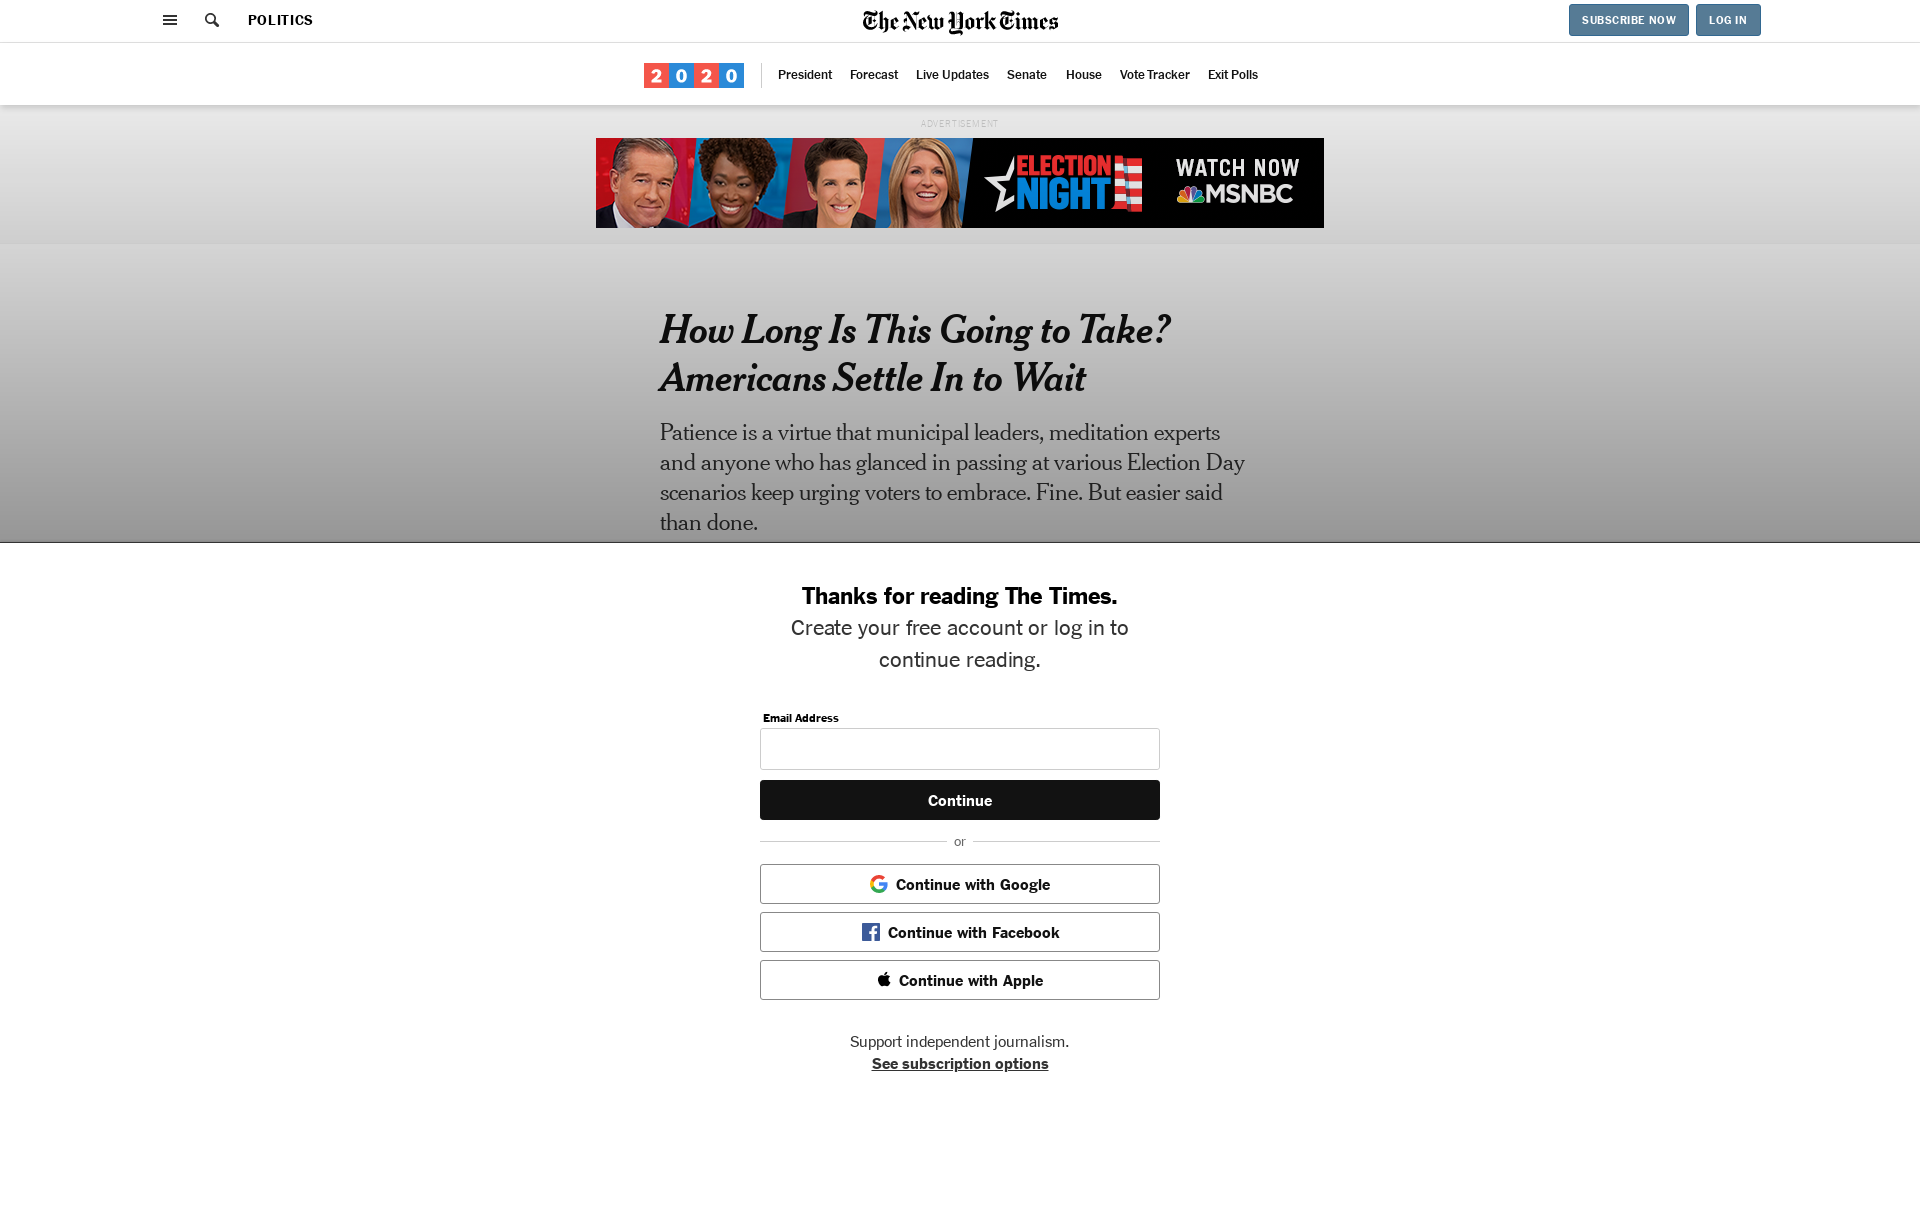 POLITICS
The New York Times
SUBSCRIBE NOW
LOG IN
2020
President
Forecast
Live Updates
Senate
House
Vote Tracker
Exit Polls
ADVERTISEMENT
ELECTION
NIGHT
WATCH NOW
MSNBC
How Long Is This Going to Take?
Americans Settle In to Wait
Patience is a virtue that municipal leaders, meditation experts
and anyone who has glanced in passing at various Election Day
scenarios keep urging voters to embrace. Fine. But easier said
than done.
Thanks for reading The Times.
Create your free account or log in to
continue reading.
Email Address
Continue
or
Continue with Google
Continue with Facebook
Continue with Apple
Support independent journalism.
See subscription options